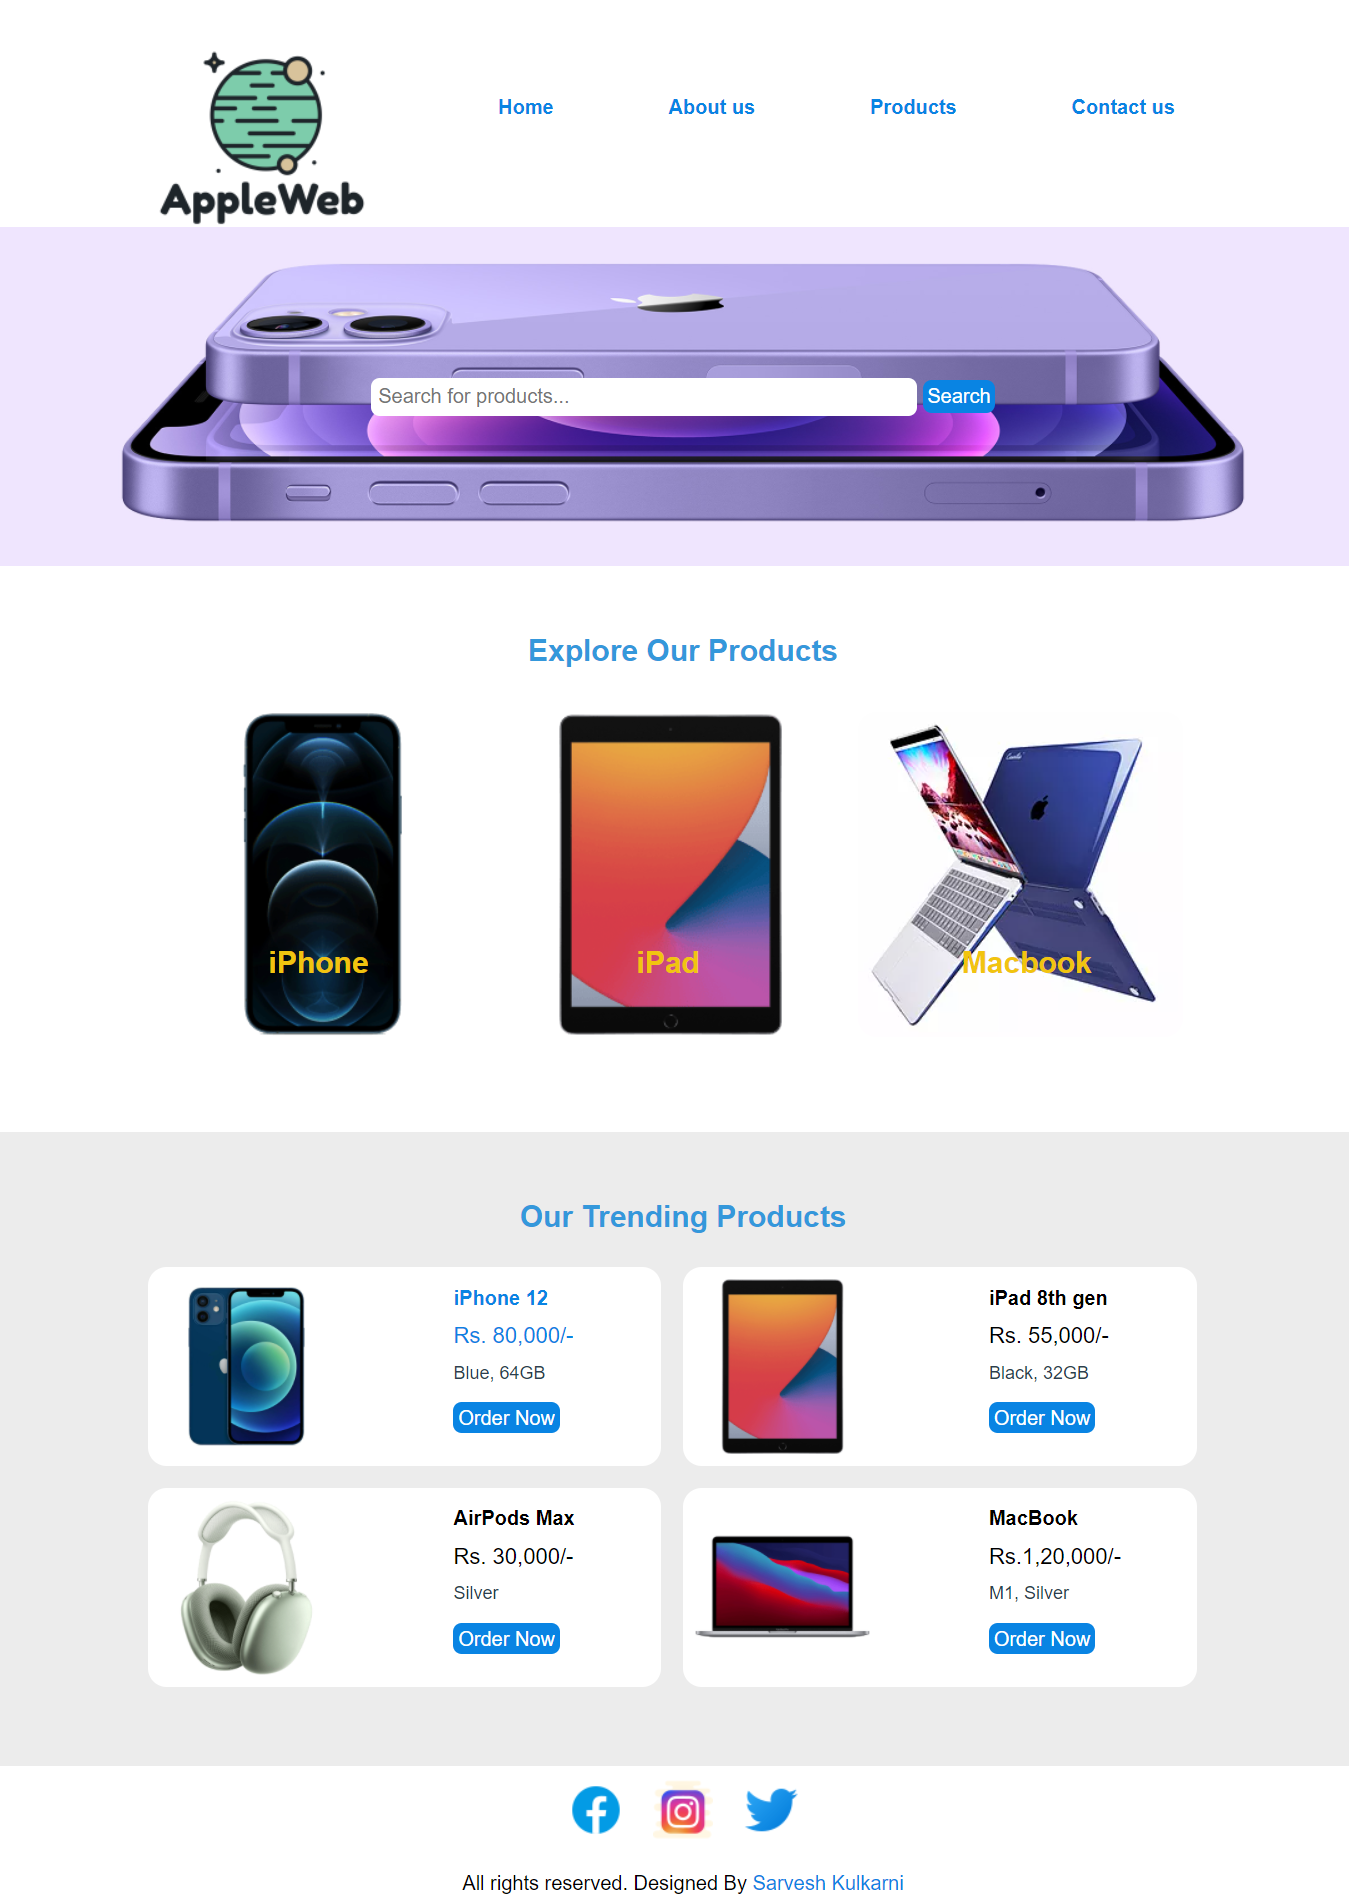 AppleWeb
Home About us Products Contact us
Search for products... Search
Explore Our Products
iPhone iPad Macbook
Our Trending Products
iPhone 12
Rs. 80,000/-
Blue, 64GB
Order Now
iPad 8th gen
Rs. 55,000/-
Black, 32GB
Order Now
AirPods Max
Rs. 30,000/-
Silver
Order Now
MacBook
Rs.1,20,000/-
M1, Silver
Order Now
All rights reserved. Designed By Sarvesh Kulkarni